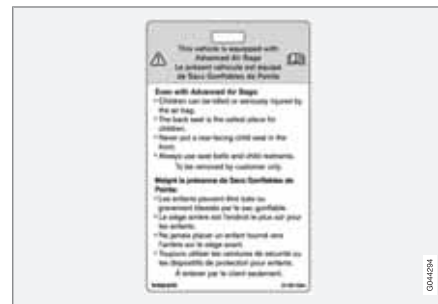 This vehicle is equipped with
Advanced Air Bags
Le présent véhicule est équipé
de Sacs Gonflables de Pointe
Even with Advanced Air Bags
• Children can be killed or seriously injured by
the air bag.
• The back seat is the safest place for
children.
• Never put a rear-facing child seat in the
front.
• Always use seat belts and child restraints.
To be removed by customer only.
Malgré la présence de Sacs Gonflables de
Pointe:
• Les enfants peuvent être tués ou
gravement blessés par le sac gonflable.
• Le siège arrière est l'endroit le plus sûr pour
les enfants.
• Ne jamais placer un enfant tourné vers
l'arrière sur le siège avant.
• Toujours utiliser les ceintures de sécurité ou
les dispositifs de protection pour enfants.
À enlever par le client seulement.
G044294